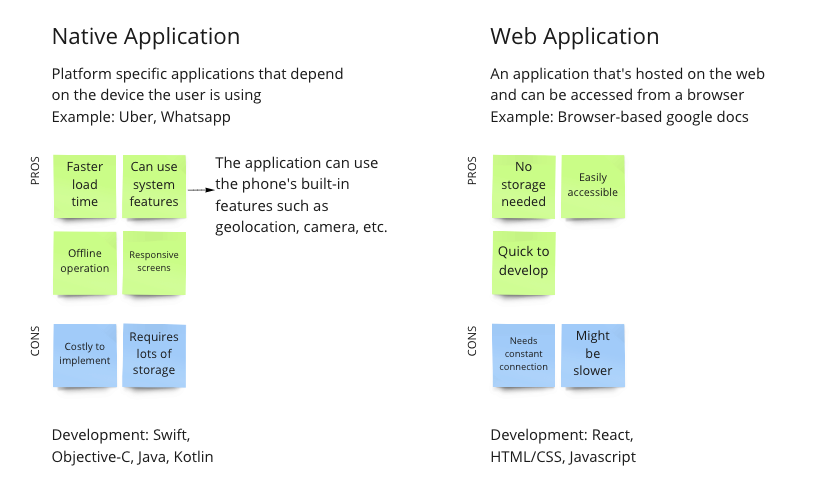 Native Application
Platform specific applications that depend
on the device the user is using
Example: Uber, Whatsapp
PROS
Faster
load
time
Can use
system
features
The application can use
the phone's built-in
features such as
geolocation, camera, etc.
Offline
operation
Responsive
screens
CONS
Costly to
implement
Requires
lots of
storage
Development: Swift,
Objective-C, Java, Kotlin
Web Application
An application that's hosted on the web
and can be accessed from a browser
Example: Browser-based google docs
PROS
No
storage
needed
Easily
accessible
Quick to
develop
CONS
Needs
constant
connection
Might
be
slower
Development: React,
HTML/CSS, Javascript